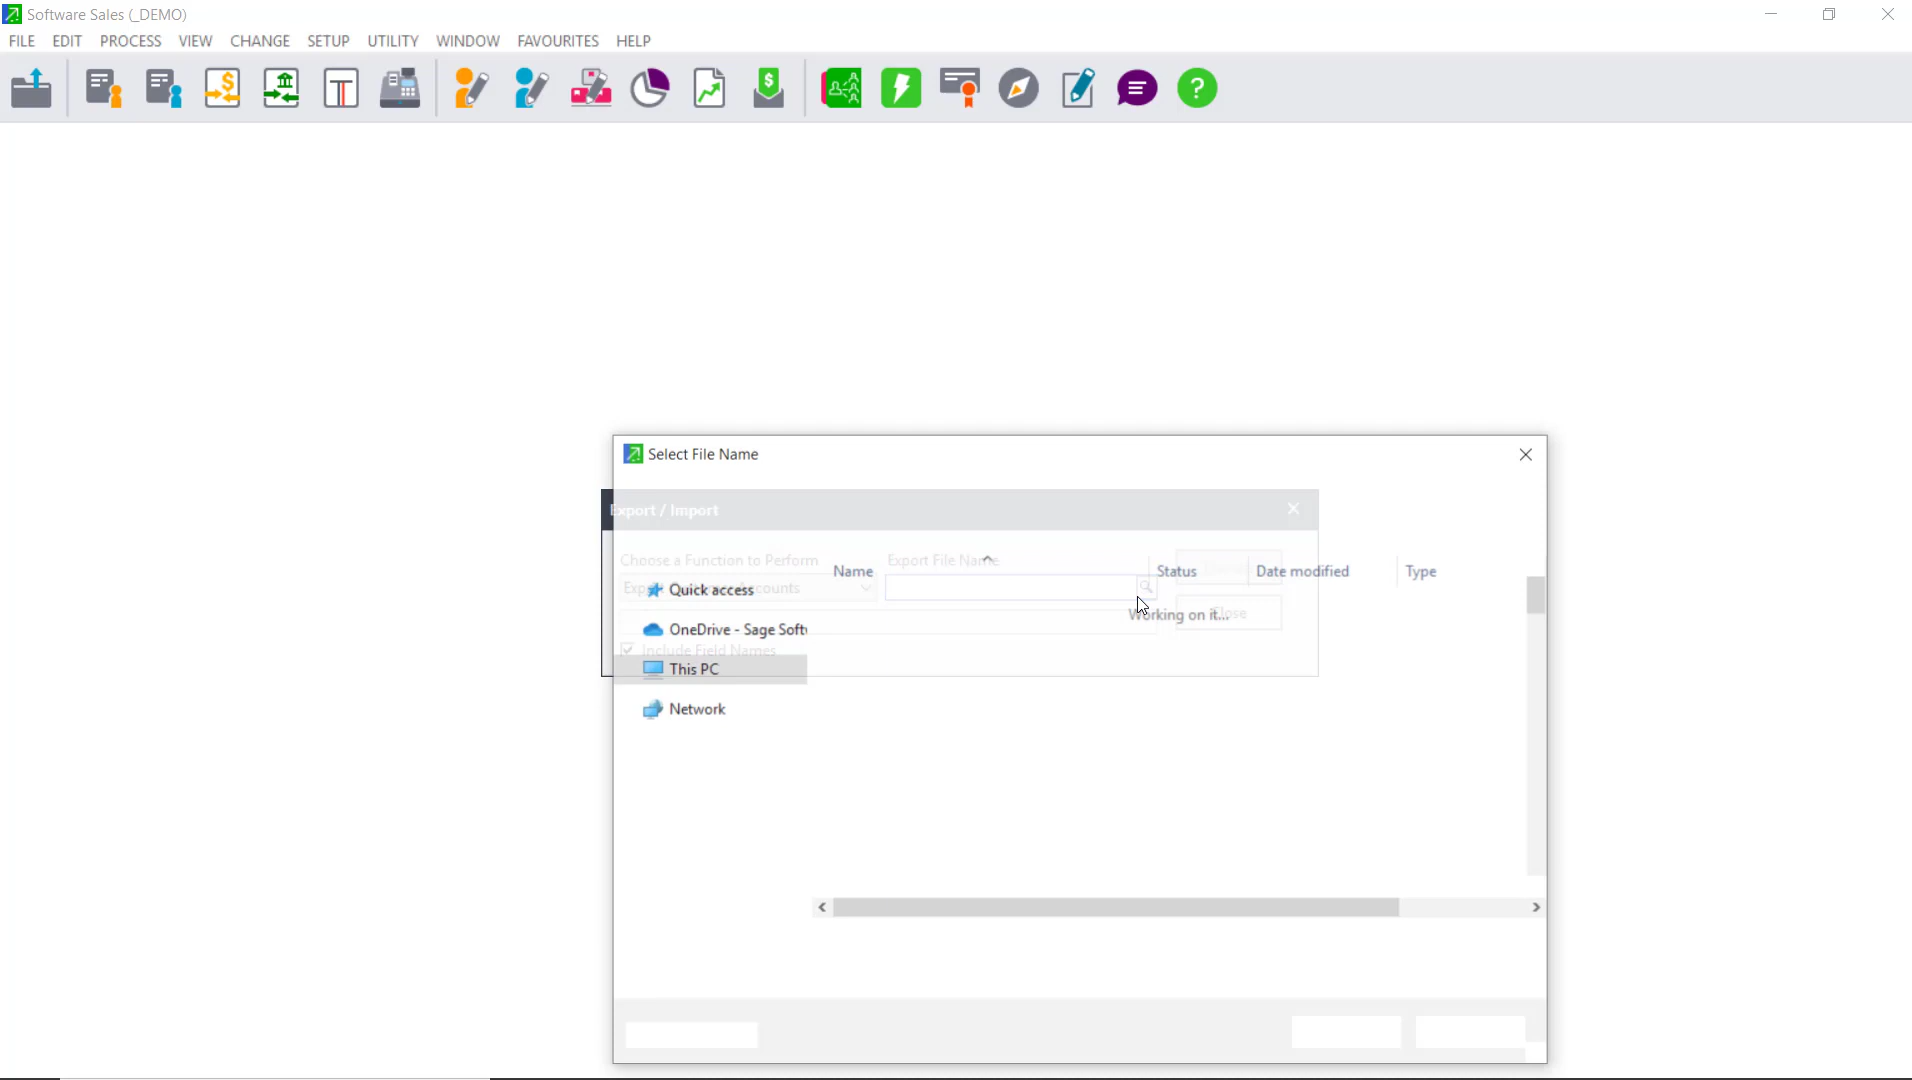 Software Sales (_DEMO)
FILE EDIT PROCESS VIEW CHANGE SETUP UTILITY WINDOW FAVOURITES HELP
Select File Name
Export / Import
Choose a Function to Perform
Export File Name
Name
Status
Date modified
Type
Quick access
Working on it...
Close
OneDrive - Sage Soft
Include Field Names
This PC
Network